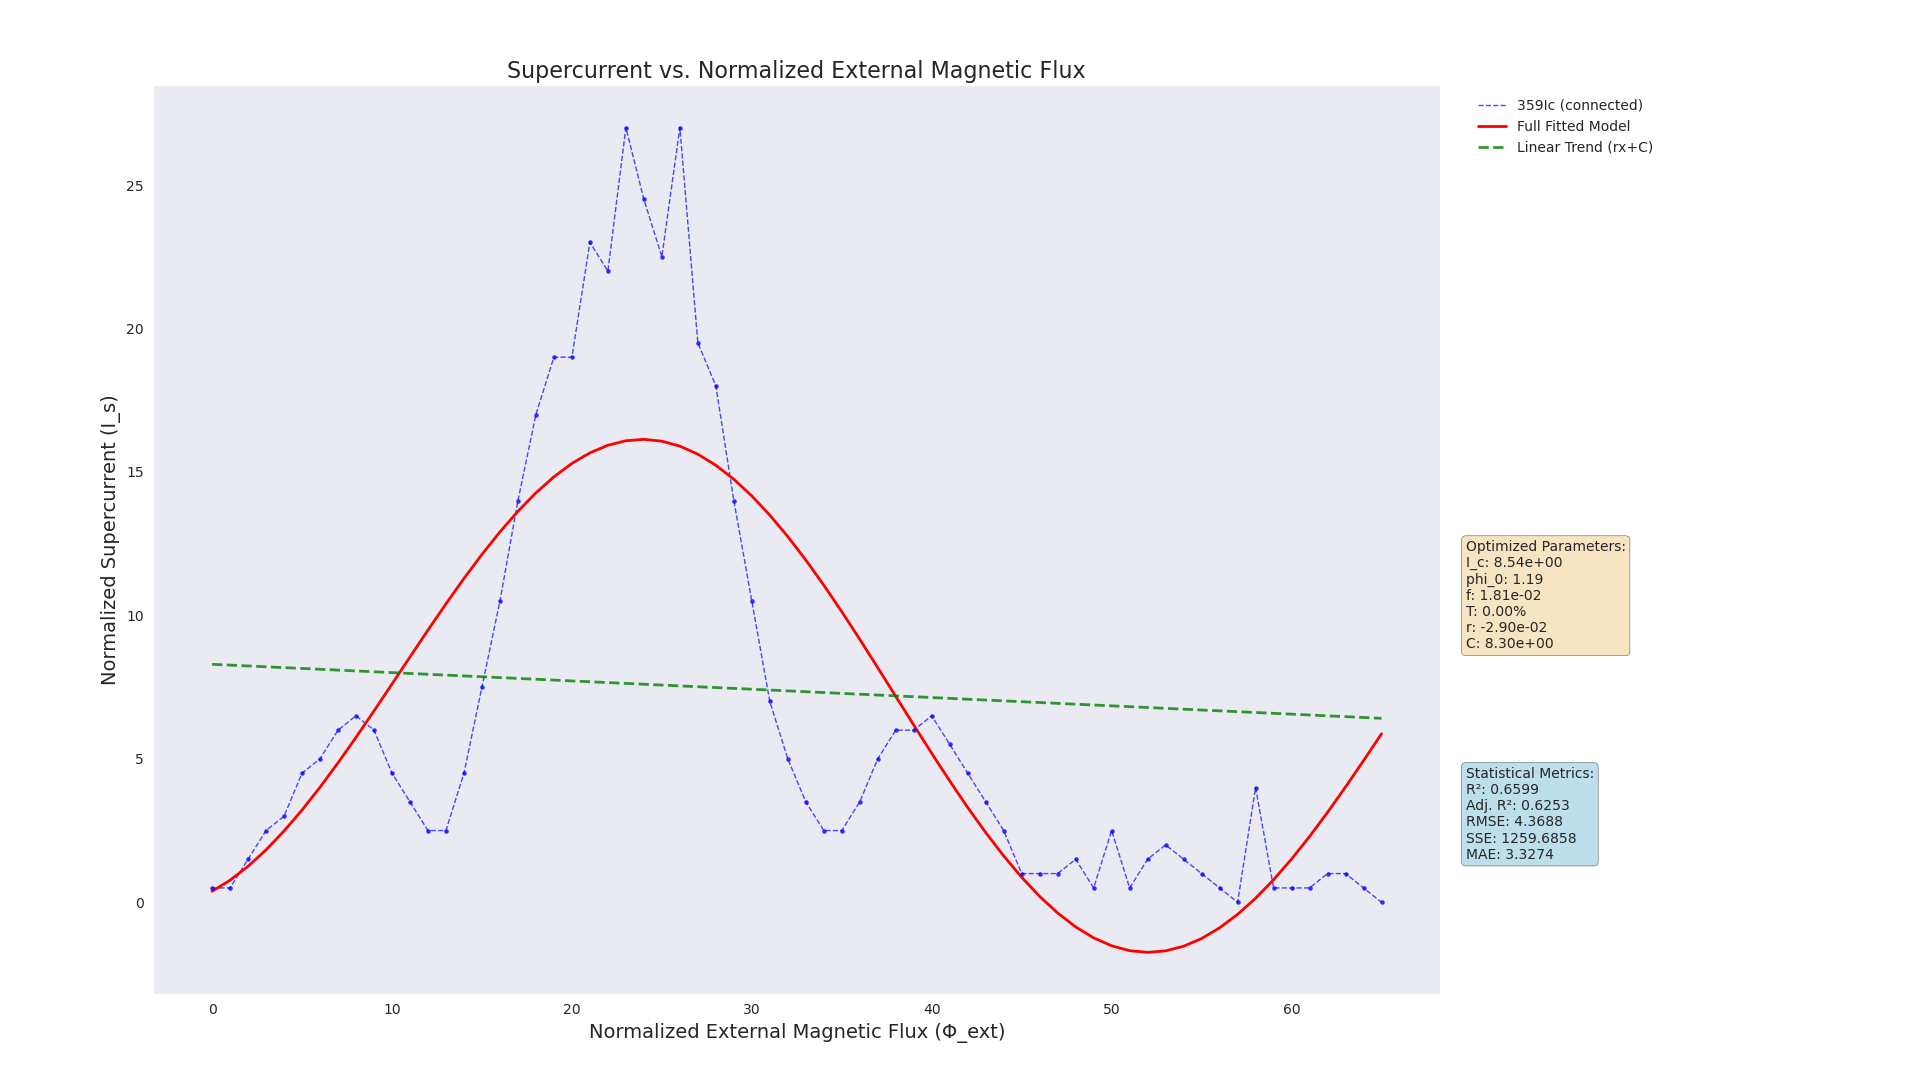 Supercurrent vs. Normalized External Magnetic Flux
359Ic (connected)
Full Fitted Model
Linear Trend (rx+C)
Normalized Supercurrent (I_s)
25
20
15
10
5
0
0
10
20
30
40
50
60
Normalized External Magnetic Flux (Φ_ext)
Optimized Parameters:
I_c: 8.54e+00
phi_0: 1.19
f: 1.81e-02
T: 0.00%
r: -2.90e-02
C: 8.30e+00
Statistical Metrics:
R²: 0.6599
Adj. R²: 0.6253
RMSE: 4.3688
SSE: 1259.6858
MAE: 3.3274